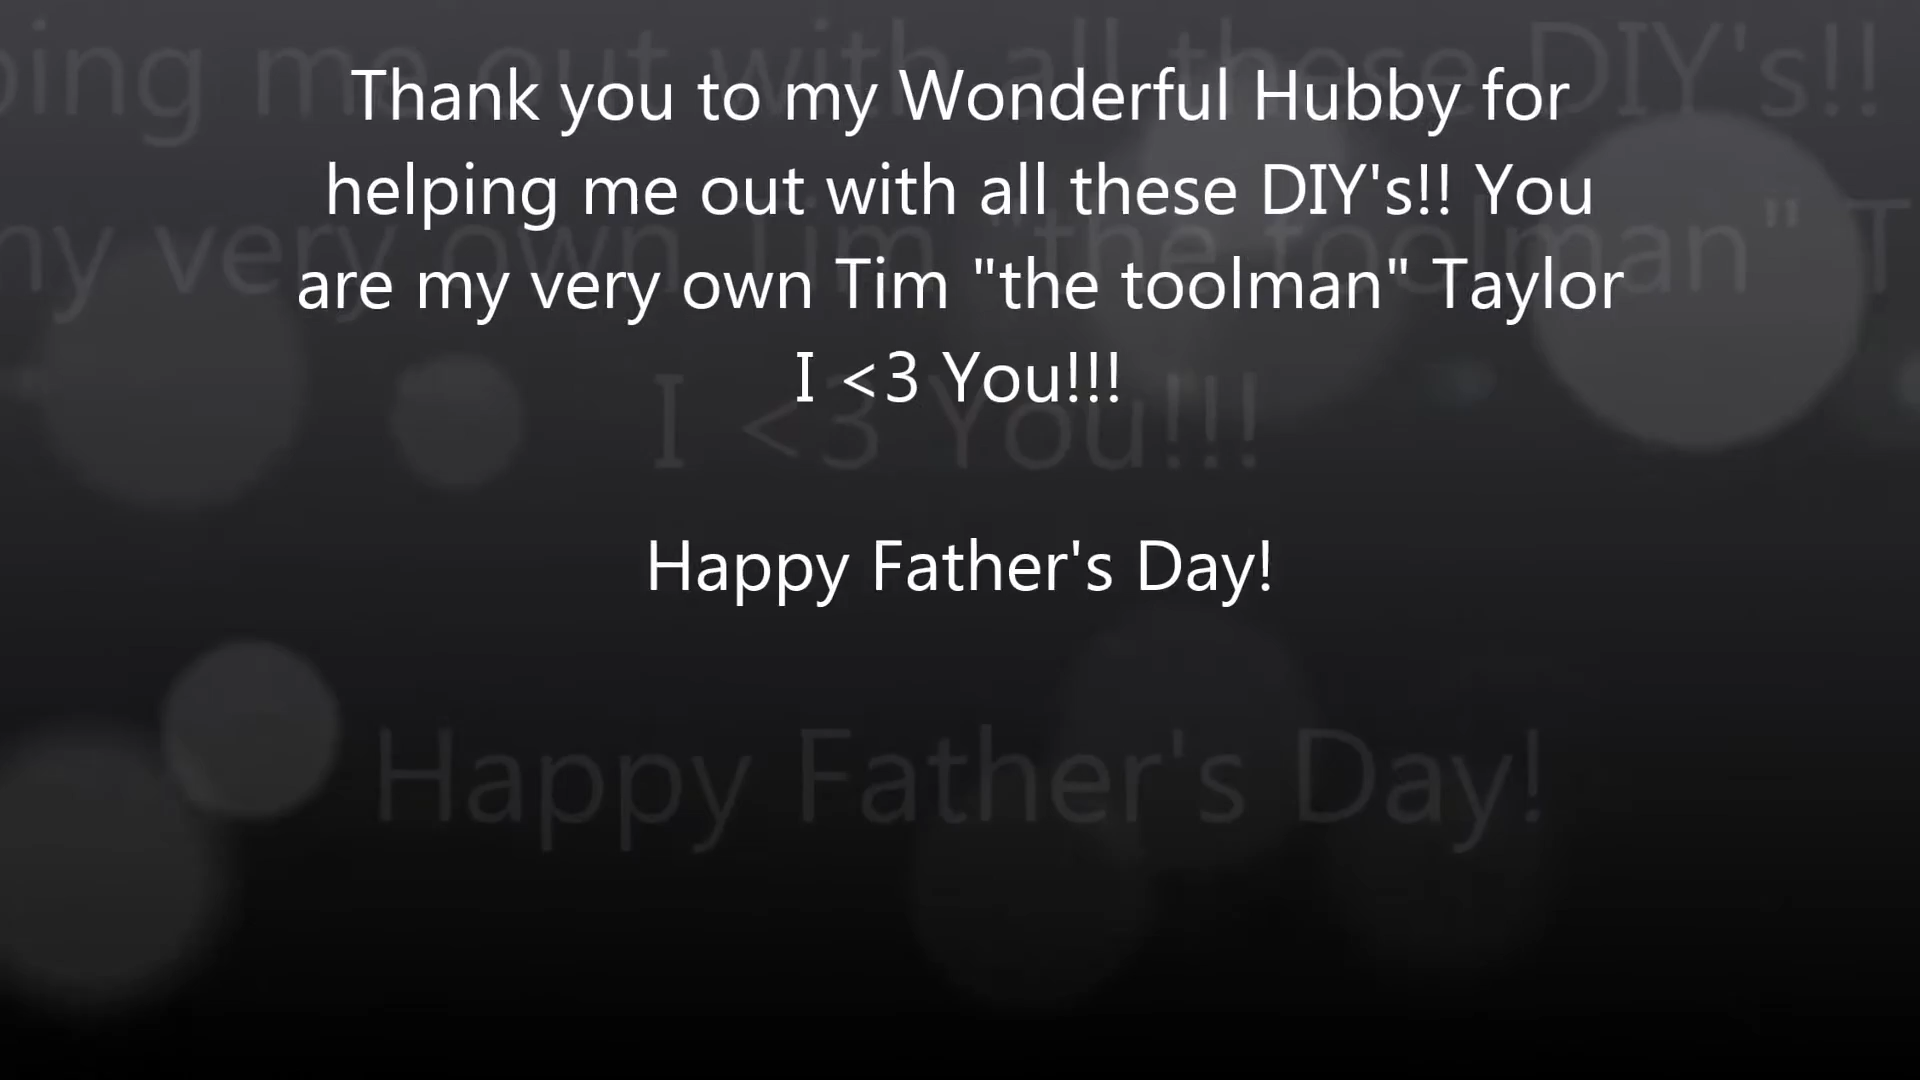 Thank you to my Wonderful Hubby for
helping me out with all these DIY's!! You
are my very own Tim "the toolman" Taylor
I <3 You!!!
Happy Father's Day!